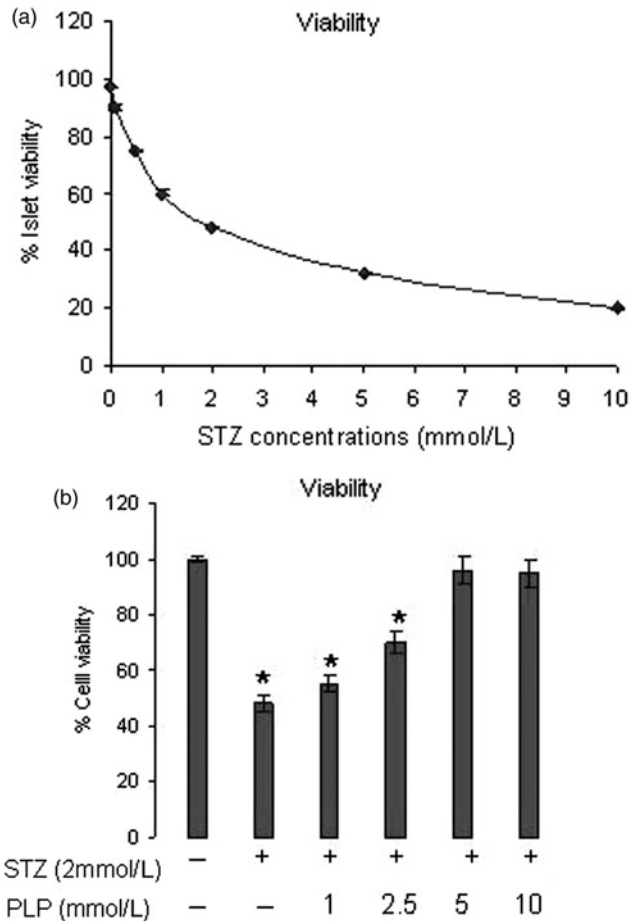 (a)
Viability
120
100
80
60
40
20
0
% Islet viability
0 1 2 3 4 5 6 7 8 9 10
STZ concentrations (mmol/L)
(b)
Viability
120
100
80
60
40
20
0
% Celll viability
* * *
STZ (2mmol/L) – + + + + +
PLP (mmol/L) – – 1 2.5 5 10